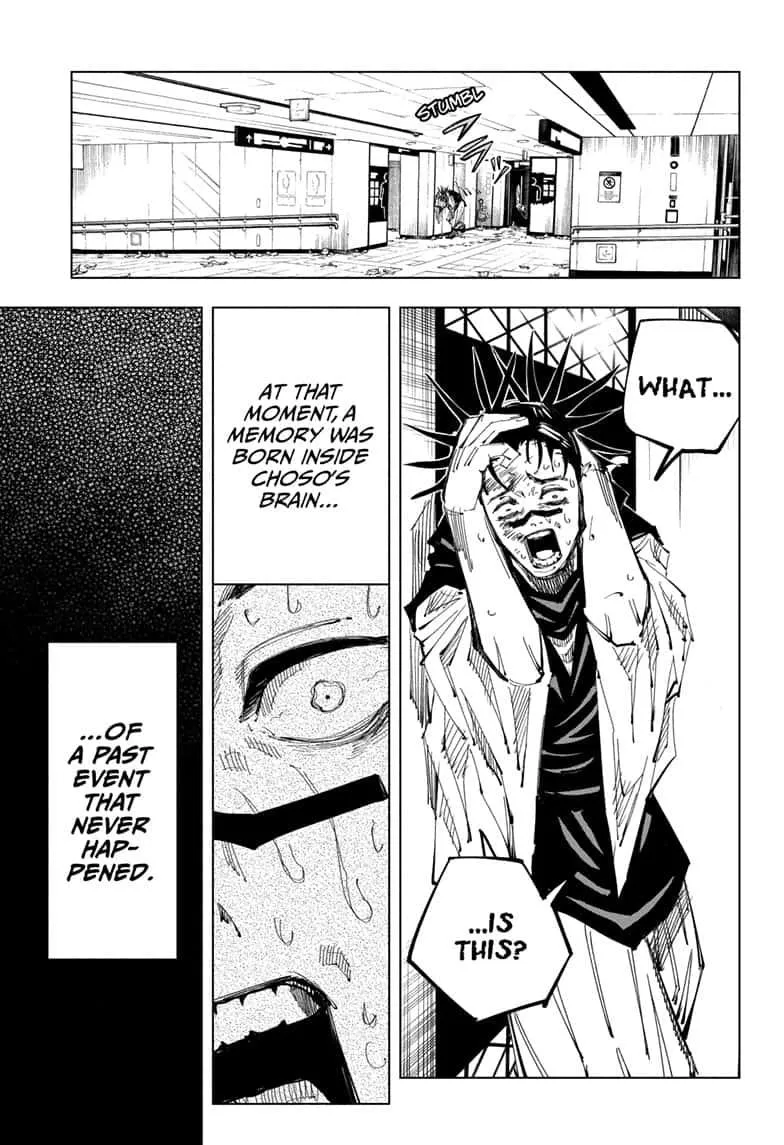 STUMBL
WHAT...
...IS
THIS?
AT THAT
MOMENT, A
MEMORY WAS
BORN INSIDE
CHOSO'S
BRAIN...
...OF
A PAST
EVENT
THAT
NEVER
HAP-
PENED.